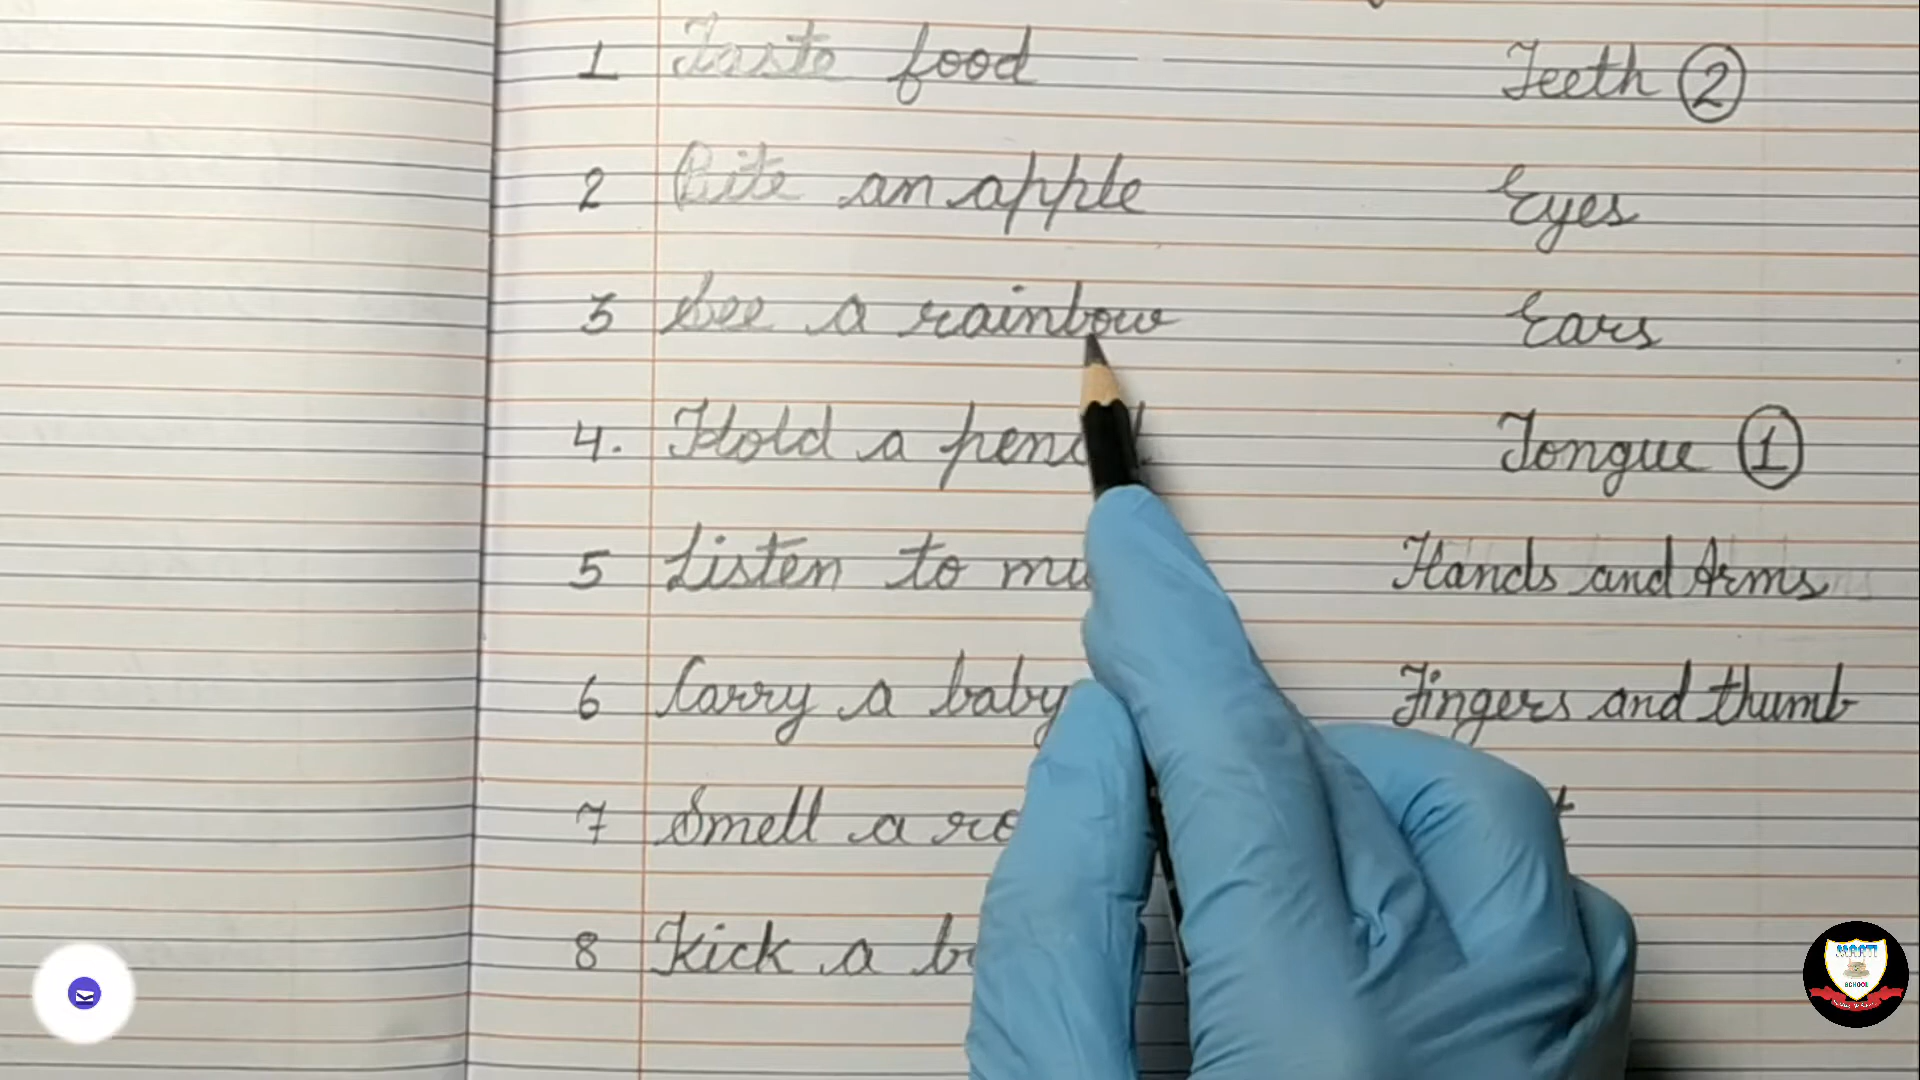 1 Taste food Teeth 2
2 Bite an apple Eyes
3 See a rainbow Ears
4. Hold a Tongue 1
5 Listen to Hands and Arms
6 Carry a baby Fingers and thumb
7 Smell a
8 Kick a
SCHOOL